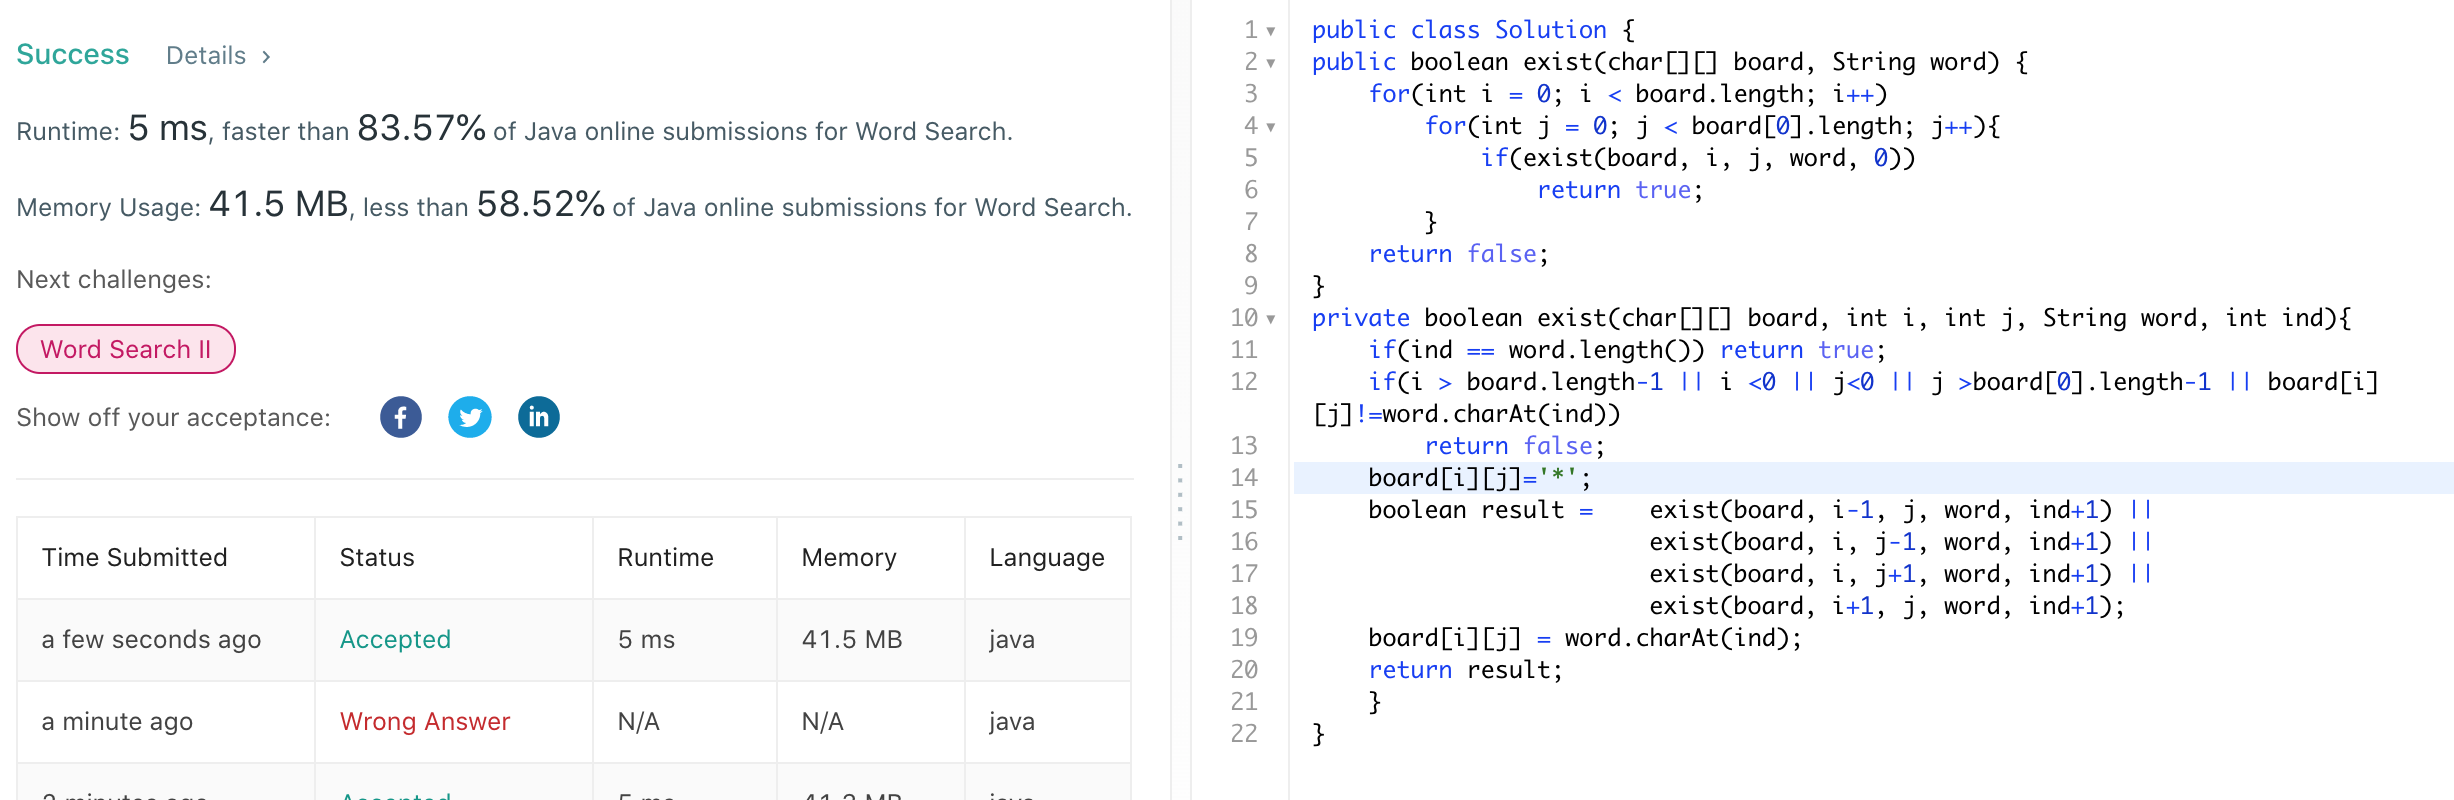 Success Details >
Runtime: 5 ms, faster than 83.57% of Java online submissions for Word Search.
Memory Usage: 41.5 MB, less than 58.52% of Java online submissions for Word Search.
Next challenges:
Word Search II
Show off your acceptance:
Time Submitted Status Runtime Memory Language
a few seconds ago Accepted 5 ms 41.5 MB java
a minute ago Wrong Answer N/A N/A java
1 public class Solution {
2 public boolean exist(char[][] board, String word) {
3 for(int i = 0; i < board.length; i++)
4 for(int j = 0; j < board[0].length; j++){
5 if(exist(board, i, j, word, 0))
6 return true;
7 }
8 return false;
9 }
10 private boolean exist(char[][] board, int i, int j, String word, int ind){
11 if(ind == word.length()) return true;
12 if(i > board.length-1 || i <0 || j<0 || j >board[0].length-1 || board[i]
[j]!=word.charAt(ind))
13 return false;
14 board[i][j]='*';
15 boolean result = exist(board, i-1, j, word, ind+1) ||
16 exist(board, i, j-1, word, ind+1) ||
17 exist(board, i, j+1, word, ind+1) ||
18 exist(board, i+1, j, word, ind+1);
19 board[i][j] = word.charAt(ind);
20 return result;
21 }
22 }